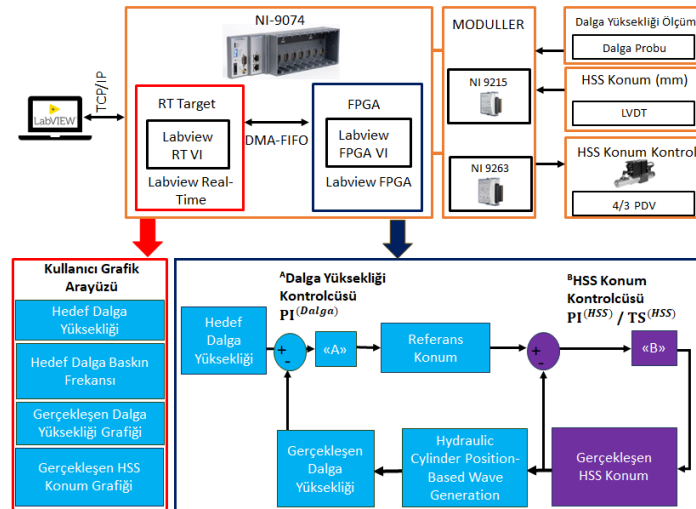 NI-9074
MODULLER
Dalga Yüksekliği Ölçüm
Dalga Probu
TCP/IP
LabVIEW
RT Target
Labview
RT VI
Labview Real-
Time
DMA-FIFO
FPGA
Labview
FPGA VI
Labview FPGA
NI 9215
NI 9263
HSS Konum (mm)
LVDT
HSS Konum Kontrol
4/3 PDV
Kullanıcı Grafik
Arayüzü
Hedef Dalga
Yüksekliği
Hedef Dalga Baskın
Frekansı
Gerçekleşen Dalga
Yüksekliği Grafiği
Gerçekleşen HSS
Konum Grafiği
ᴬDalga Yüksekliği
Kontrolcüsü
PI⁽ᴰᵃˡᵍᵃ⁾
ᴮHSS Konum
Kontrolcüsü
PI⁽ᴴˢˢ⁾ / TS⁽ᴴˢˢ⁾
Hedef
Dalga
Yüksekliği
+
-
«A»
Referans
Konum
+
-
«B»
Gerçekleşen
Dalga
Yüksekliği
Hydraulic
Cylinder Position-
Based Wave
Generation
Gerçekleşen
HSS Konum